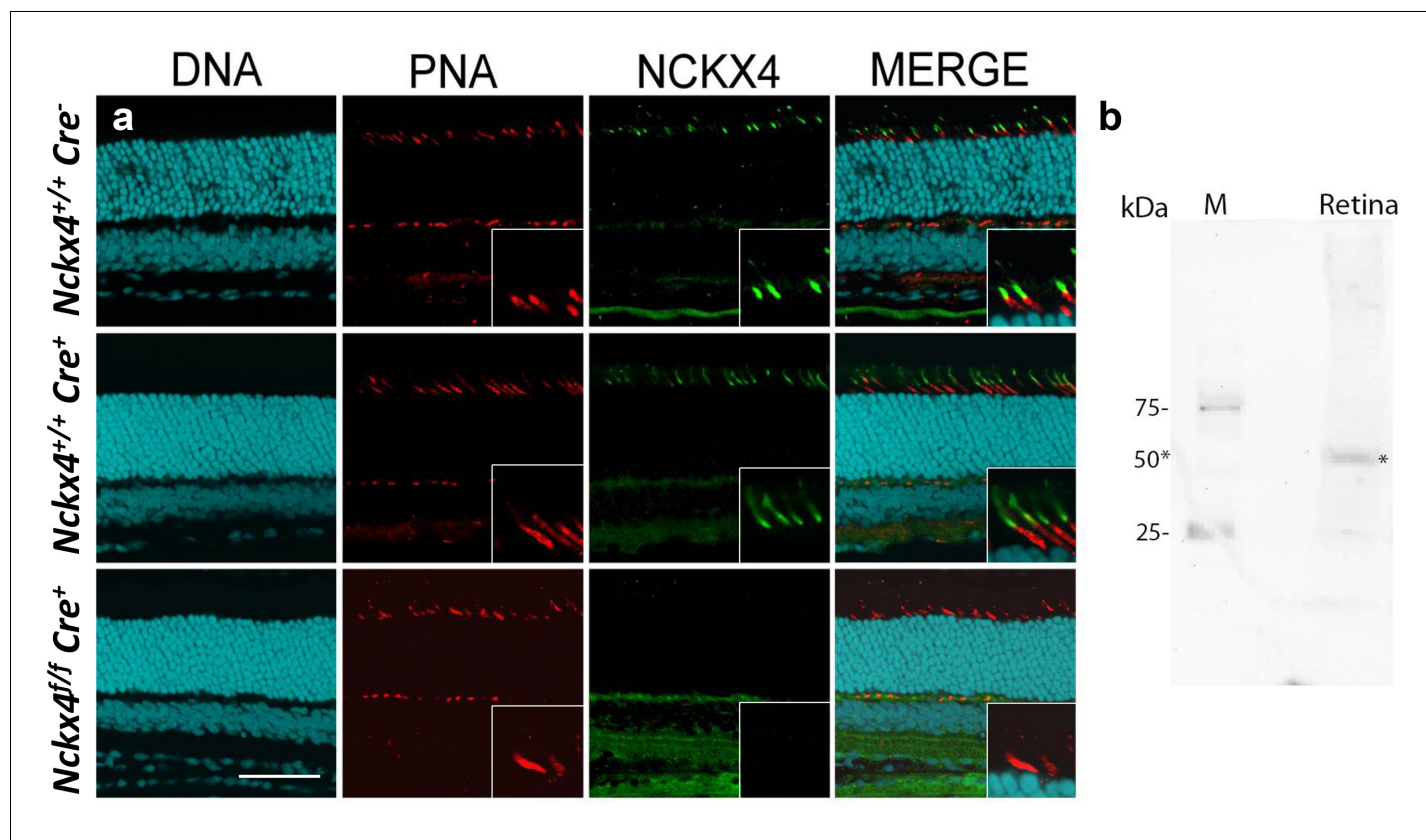 DNA PNA NCKX4 MERGE
a
Nckx4+/+ Cre-
Nckx4+/+ Cre+
Nckx4f/f Cre+
b
kDa M Retina
75-
50* *
25-